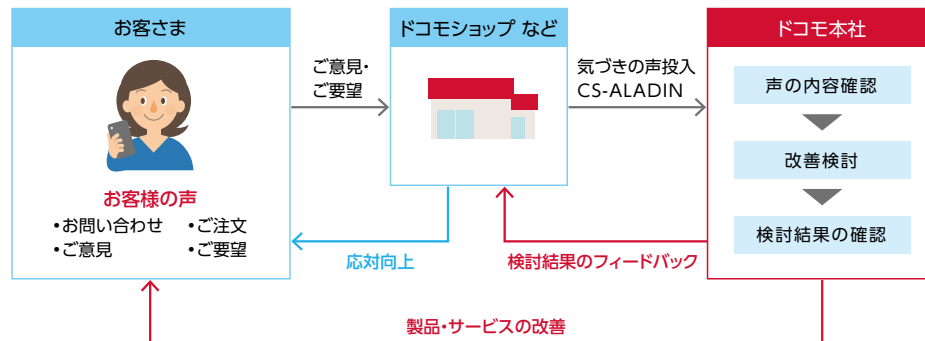 お客さま
ドコモショップ など
ドコモ本社
ご意見・
ご要望
気づきの声投入
CS-ALADIN
声の内容確認
改善検討
検討結果の確認
お客様の声
・お問い合わせ ・ご注文
・ご意見 ・ご要望
応対向上
検討結果のフィードバック
製品・サービスの改善